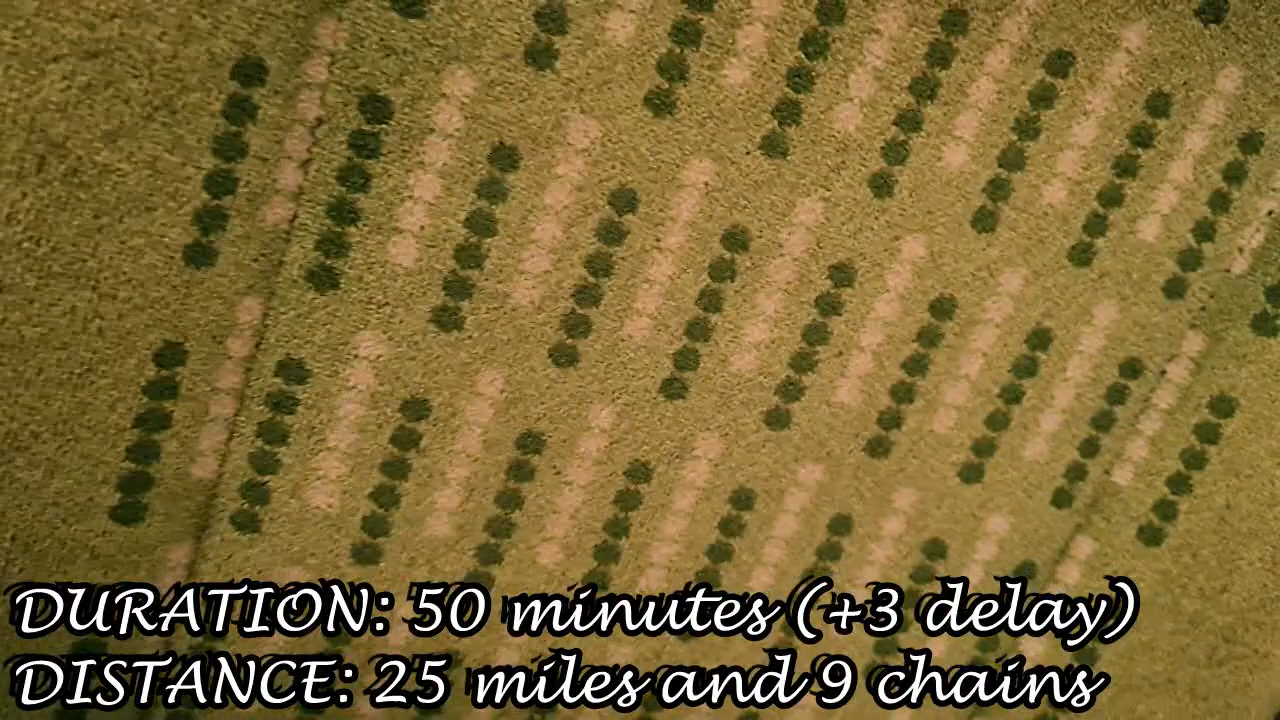 DURATION: 50 minutes (+3 delay)
DISTANCE: 25 miles and 9 chains